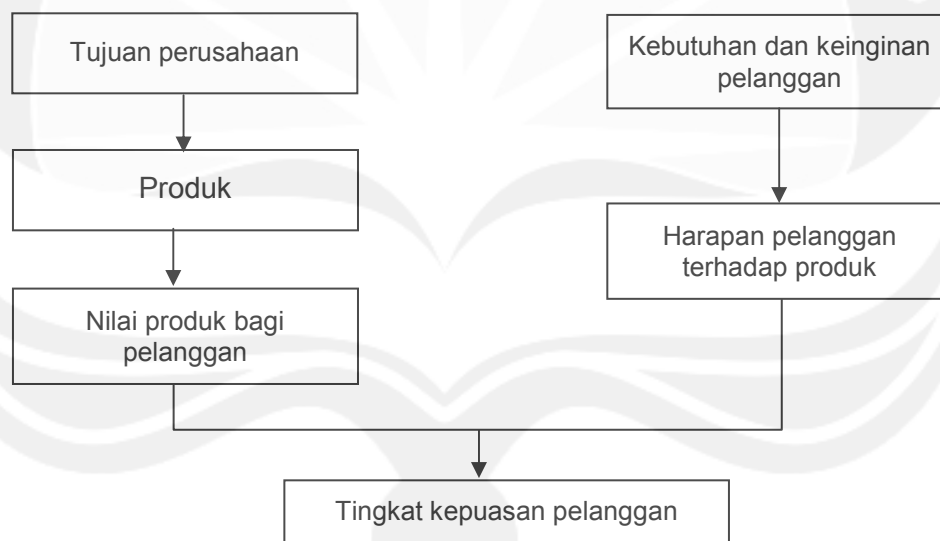 Tujuan perusahaan
Kebutuhan dan keinginan
pelanggan
Produk
Harapan pelanggan
terhadap produk
Nilai produk bagi
pelanggan
Tingkat kepuasan pelanggan